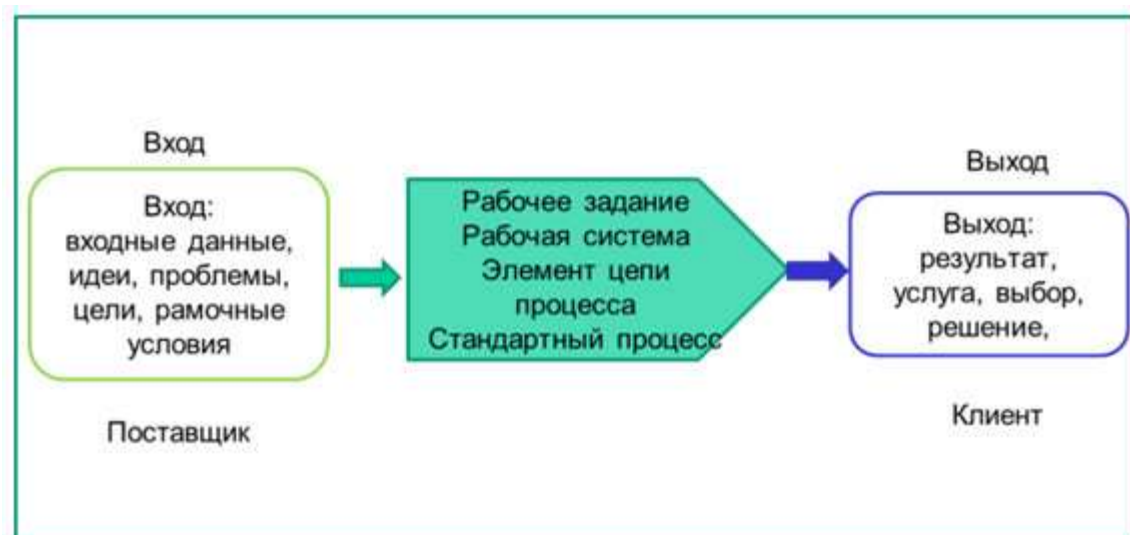 Вход
Вход:
входные данные,
идеи, проблемы,
цели, рамочные
условия
Поставщик
Рабочее задание
Рабочая система
Элемент цепи
процесса
Стандартный процесс
Выход
Выход:
результат,
услуга, выбор,
решение,
Клиент